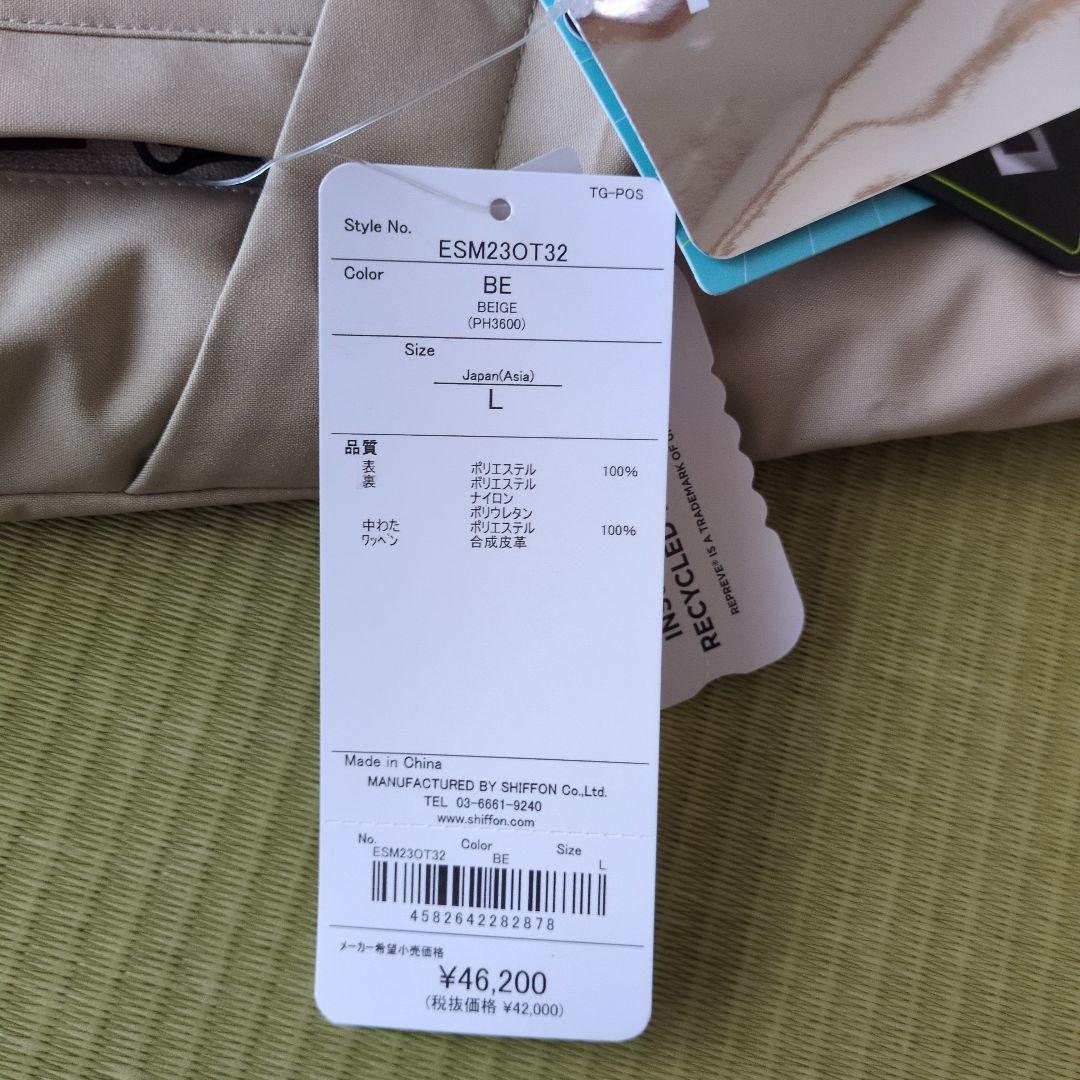 TG-POS
Style No.
ESM23OT32
Color
BE
BEIGE
(PH3600)
Size
Japan(Asia)
L
品質
表 ポリエステル 100%
裏 ポリエステル
ナイロン
ポリウレタン
中わた ポリエステル 100%
ワッペン 合成皮革
Made in China
MANUFACTURED BY SHIFFON Co.,Ltd.
TEL 03-6661-9240
www.shiffon.com
No. Color Size
ESM23OT32 BE L
4582642282878
メーカー希望小売価格
¥46,200
(税抜価格 ¥42,000)
RECYCLED
REPREVE® IS A TRADEMARK OF